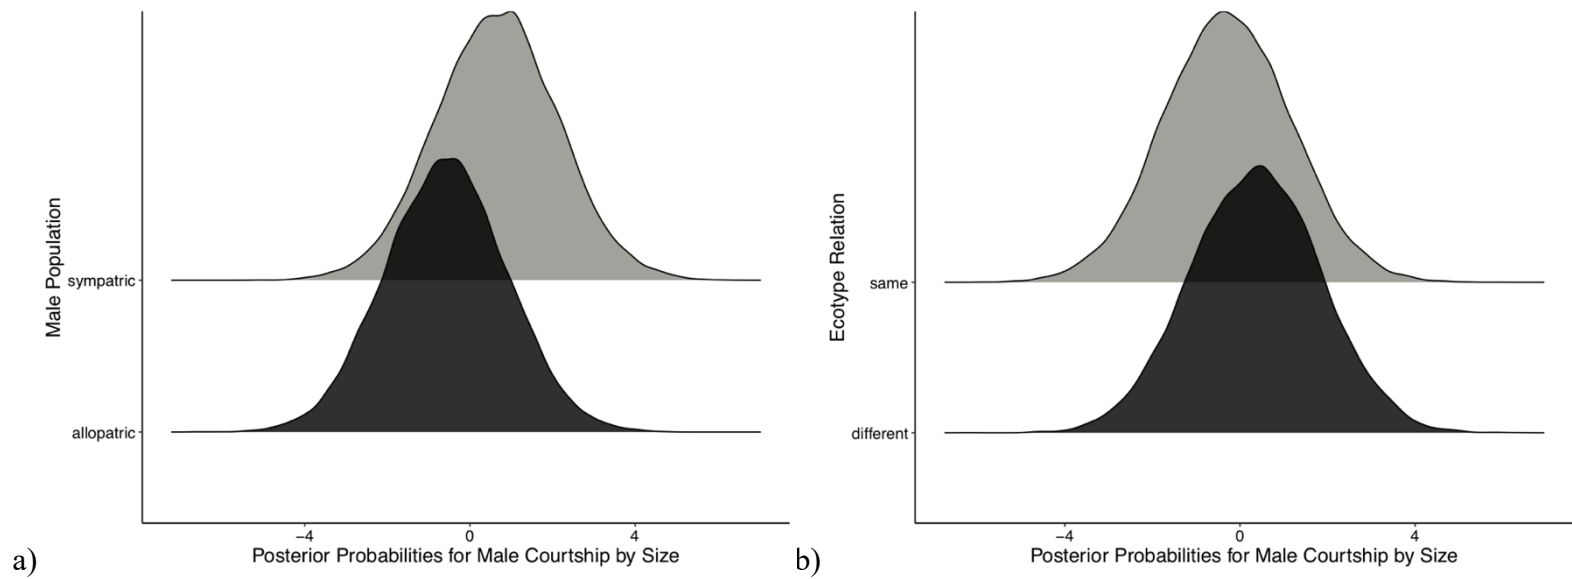 Male Population
sympatric
allopatric
−4 0 4
Posterior Probabilities for Male Courtship by Size
a)
Ecotype Relation
same
different
−4 0 4
Posterior Probabilities for Male Courtship by Size
b)